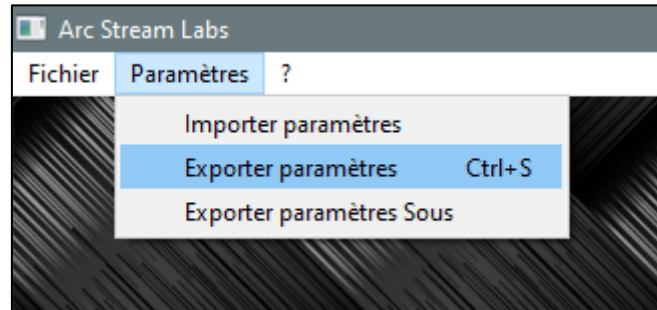 Arc Stream Labs
Fichier Paramètres ?
Importer paramètres
Exporter paramètres Ctrl+S
Exporter paramètres Sous